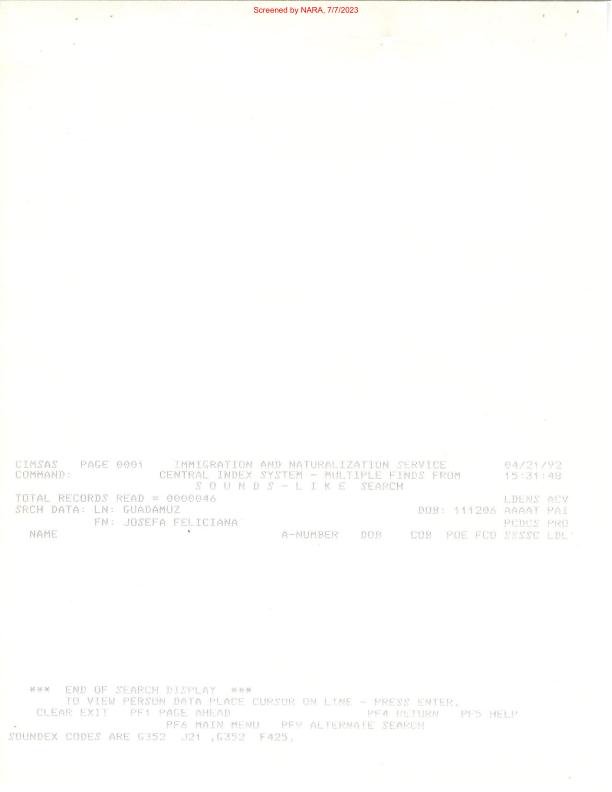 Screened by NARA, 7/7/2023
CIMSAS PAGE 0001 IMMIGRATION AND NATURALIZATION SERVICE 04/21/92
COMMAND: CENTRAL INDEX SYSTEM - MULTIPLE FINDS FROM 15:31:48
S O U N D S - L I K E SEARCH
TOTAL RECORDS READ = 0000046 LDENS ACV
SRCH DATA: LN: GUADAMUZ DOB: 111206 AAAAT PAI
FN: JOSEFA FELICIANA PCDCS PRO
NAME A-NUMBER DOB COB POE FCO SSSSC LDL
*** END OF SEARCH DISPLAY ***
TO VIEW PERSON DATA PLACE CURSOR ON LINE - PRESS ENTER.
CLEAR EXIT PF1 PAGE AHEAD PF4 RETURN PF5 HELP
PF6 MAIN MENU PF9 ALTERNATE SEARCH
SOUNDEX CODES ARE G352 J21 ,G352 F425,